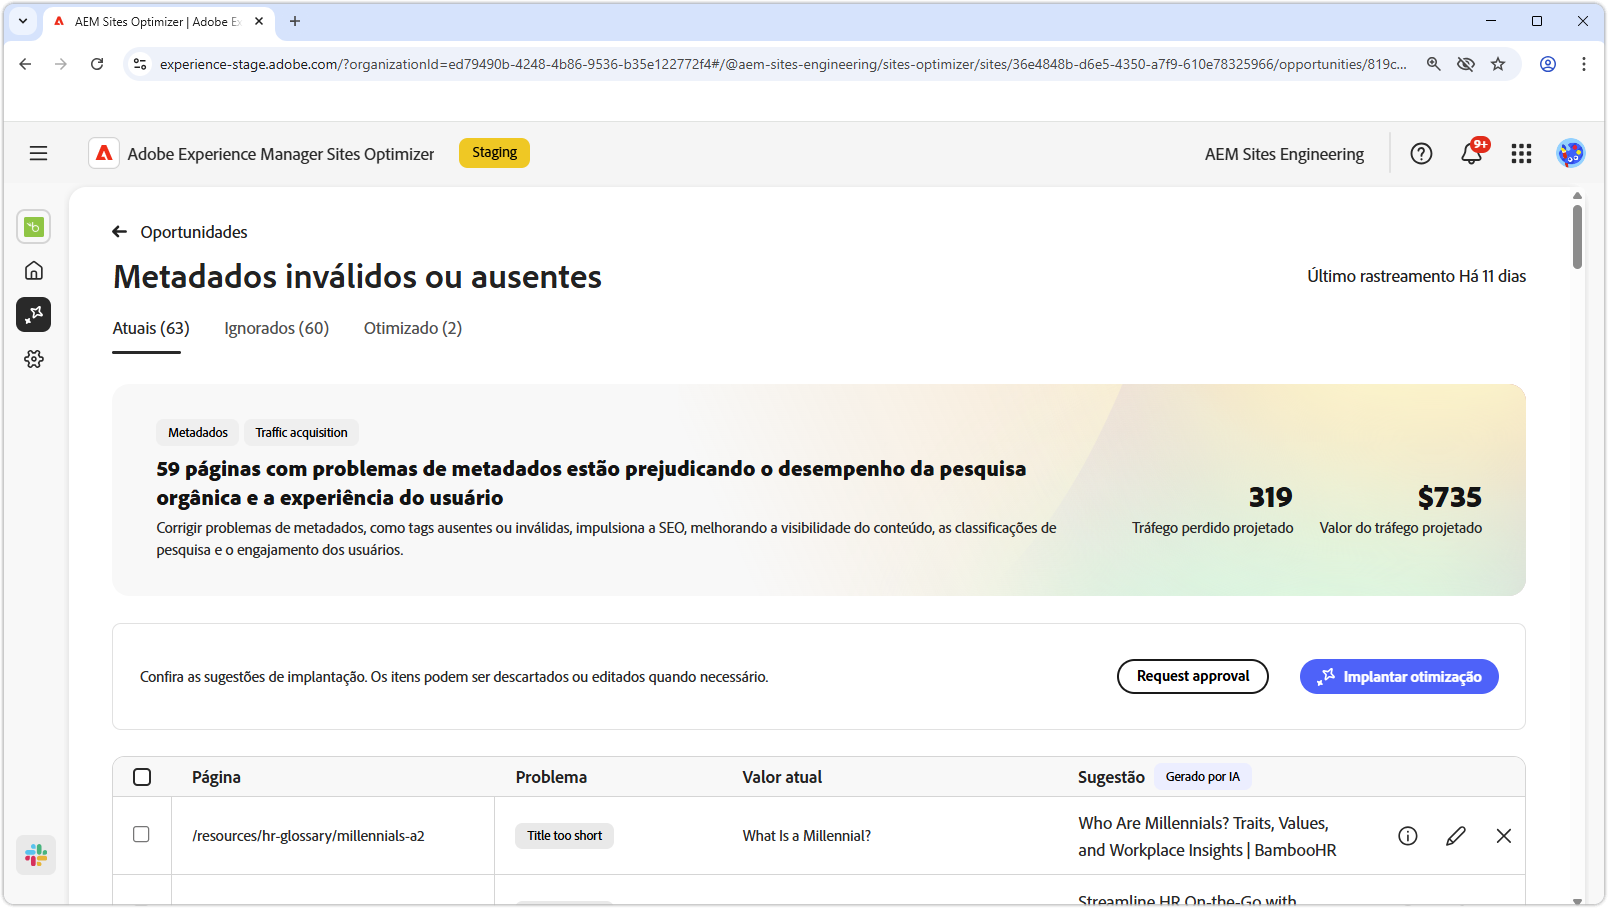 AEM Sites Optimizer | Adobe Ex
experience-stage.adobe.com/?organizationId=ed79490b-4248-4b86-9536-b35e122772f4#/@aem-sites-engineering/sites-optimizer/sites/36e4848b-d6e5-4350-a7f9-610e78325966/opportunities/819c...
Adobe Experience Manager Sites Optimizer
Staging
AEM Sites Engineering
9+
Oportunidades
Metadados inválidos ou ausentes
Último rastreamento Há 11 dias
Atuais (63)
Ignorados (60)
Otimizado (2)
Metadados
Traffic acquisition
59 páginas com problemas de metadados estão prejudicando o desempenho da pesquisa
orgânica e a experiência do usuário
Corrigir problemas de metadados, como tags ausentes ou inválidas, impulsiona a SEO, melhorando a visibilidade do conteúdo, as classificações de
pesquisa e o engajamento dos usuários.
319
Tráfego perdido projetado
$735
Valor do tráfego projetado
Confira as sugestões de implantação. Os itens podem ser descartados ou editados quando necessário.
Request approval
Implantar otimização
Página
Problema
Valor atual
Sugestão
Gerado por IA
/resources/hr-glossary/millennials-a2
Title too short
What Is a Millennial?
Who Are Millennials? Traits, Values,
and Workplace Insights | BambooHR
Streamline HR On-the-Go with